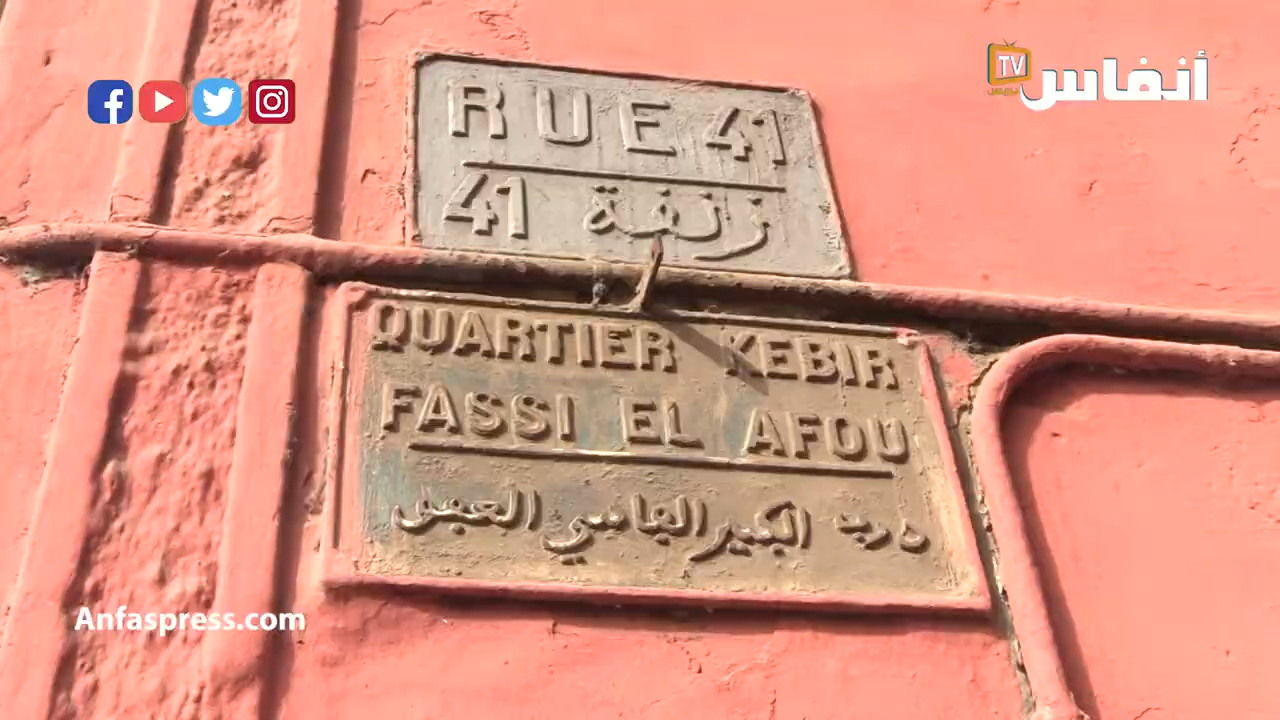 أنفاس
TV
RUE 41
41 زنقة
QUARTIER KEBIR
FASSI EL AFOU
درب الكبير الفاسي العفو
Anfaspress.com